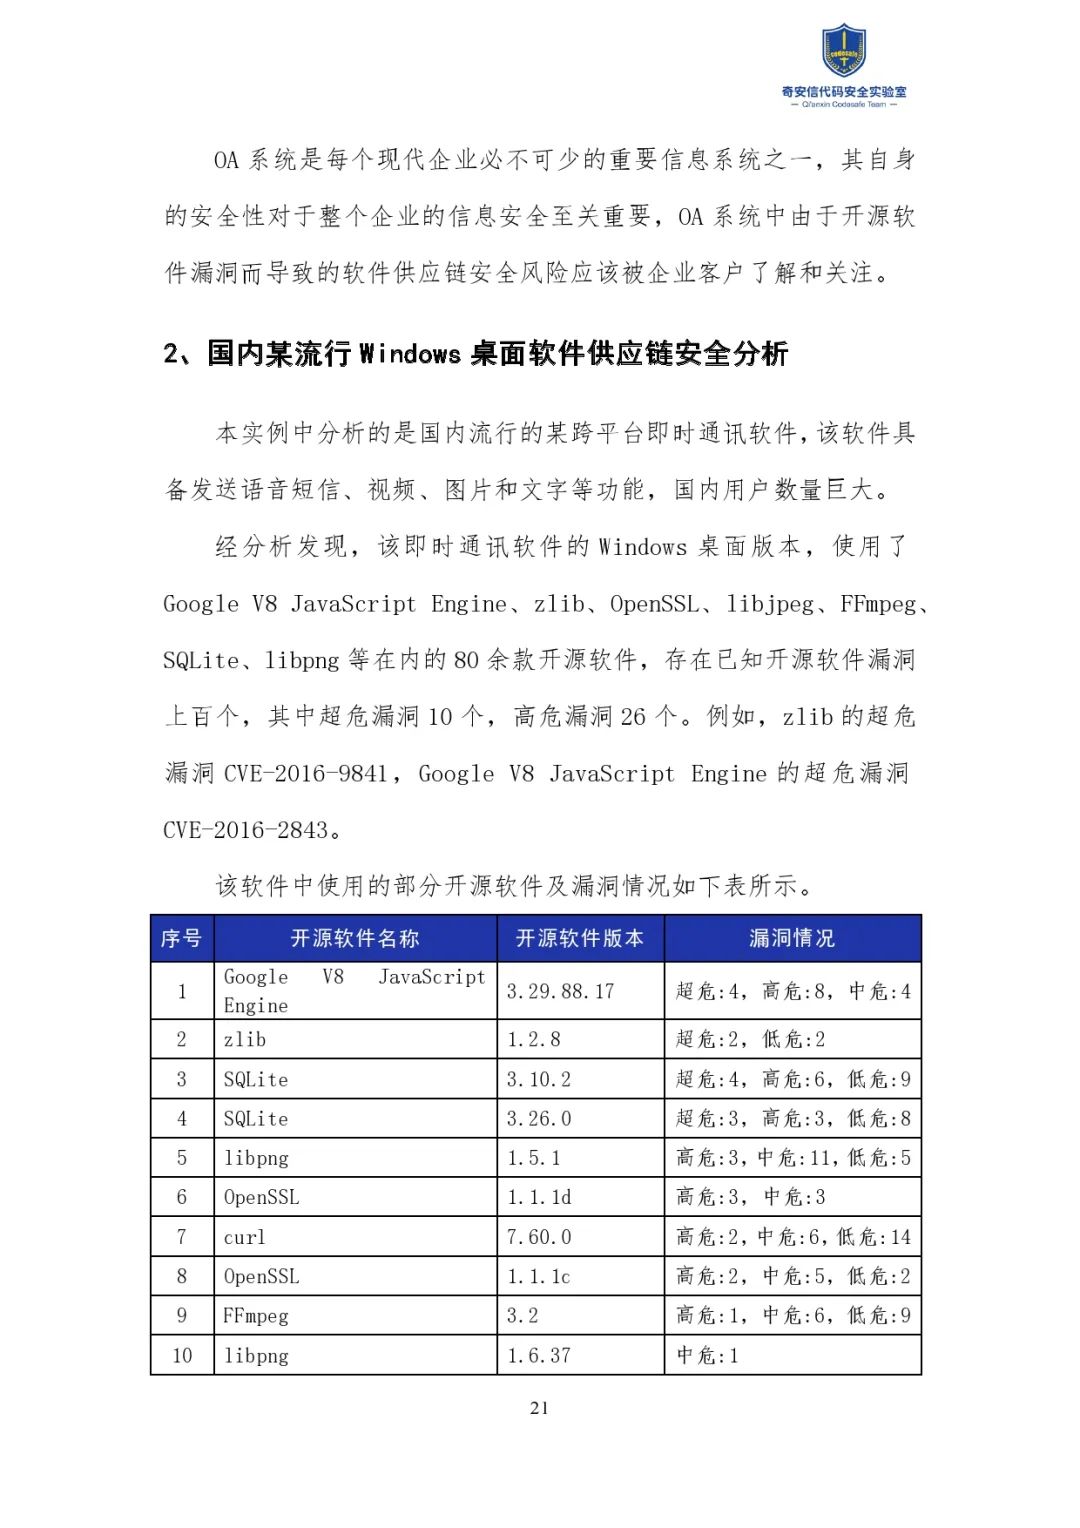 codesafe
奇安信代码安全实验室
— Qi'anxin Codesafe Team —
OA 系统是每个现代企业必不可少的重要信息系统之一，其自身
的安全性对于整个企业的信息安全至关重要，OA 系统中由于开源软
件漏洞而导致的软件供应链安全风险应该被企业客户了解和关注。
2、国内某流行 Windows 桌面软件供应链安全分析
本实例中分析的是国内流行的某跨平台即时通讯软件，该软件具
备发送语音短信、视频、图片和文字等功能，国内用户数量巨大。
经分析发现，该即时通讯软件的 Windows 桌面版本，使用了
Google V8 JavaScript Engine、zlib、OpenSSL、libjpeg、FFmpeg、
SQLite、libpng 等在内的 80 余款开源软件，存在已知开源软件漏洞
上百个，其中超危漏洞 10 个，高危漏洞 26 个。例如，zlib 的超危
漏洞 CVE-2016-9841，Google V8 JavaScript Engine 的超危漏洞
CVE-2016-2843。
该软件中使用的部分开源软件及漏洞情况如下表所示。
序号 开源软件名称 开源软件版本 漏洞情况
1 Google V8 JavaScript Engine 3.29.88.17 超危:4，高危:8，中危:4
2 zlib 1.2.8 超危:2，低危:2
3 SQLite 3.10.2 超危:4，高危:6，低危:9
4 SQLite 3.26.0 超危:3，高危:3，低危:8
5 libpng 1.5.1 高危:3，中危:11，低危:5
6 OpenSSL 1.1.1d 高危:3，中危:3
7 curl 7.60.0 高危:2，中危:6，低危:14
8 OpenSSL 1.1.1c 高危:2，中危:5，低危:2
9 FFmpeg 3.2 高危:1，中危:6，低危:9
10 libpng 1.6.37 中危:1
21